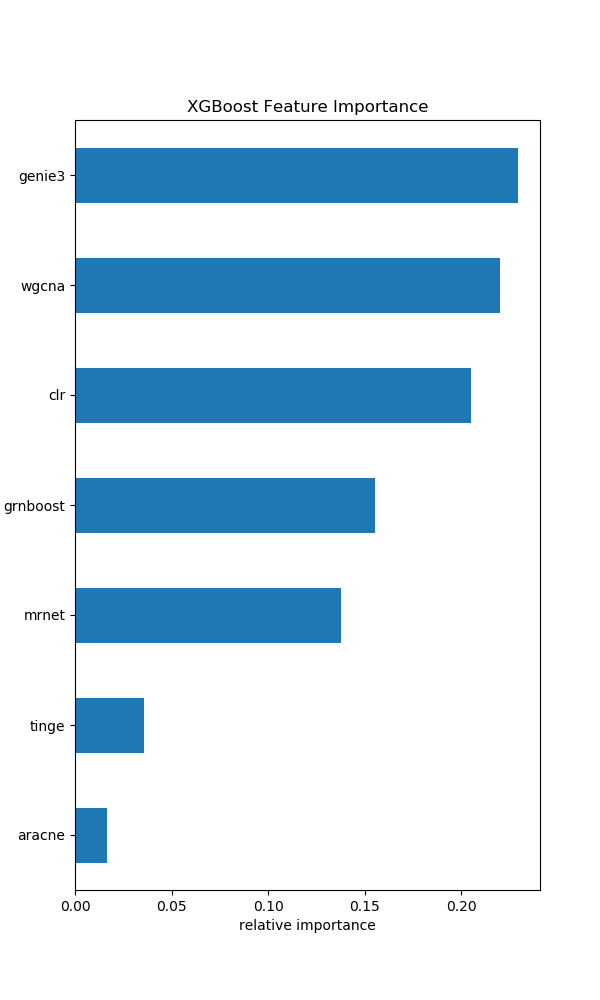 XGBoost Feature Importance
genie3
wgcna
clr
grnboost
mrnet
tinge
aracne
0.00 0.05 0.10 0.15 0.20
relative importance